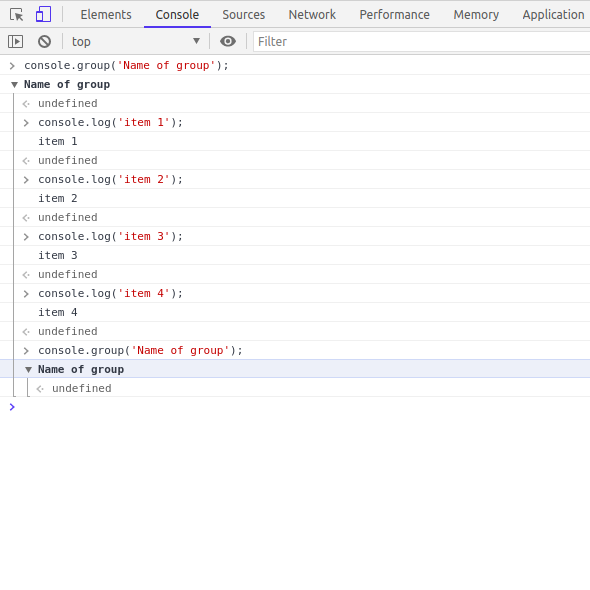 Elements Console Sources Network Performance Memory Application
top Filter
console.group('Name of group');
Name of group
undefined
console.log('item 1');
item 1
undefined
console.log('item 2');
item 2
undefined
console.log('item 3');
item 3
undefined
console.log('item 4');
item 4
undefined
console.group('Name of group');
Name of group
undefined